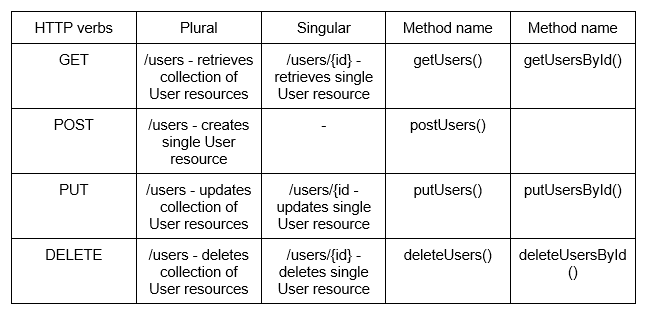 HTTP verbs
Plural
Singular
Method name
Method name
GET
/users - retrieves
collection of
User resources
/users/{id} -
retrieves single
User resource
getUsers()
getUsersById()
POST
/users - creates
single User
resource
-
postUsers()
PUT
/users - updates
collection of
User resources
/users/{id -
updates single
User resource
putUsers()
putUsersById()
DELETE
/users - deletes
collection of
User resources
/users/{id} -
deletes single
User resource
deleteUsers()
deleteUsersById
()